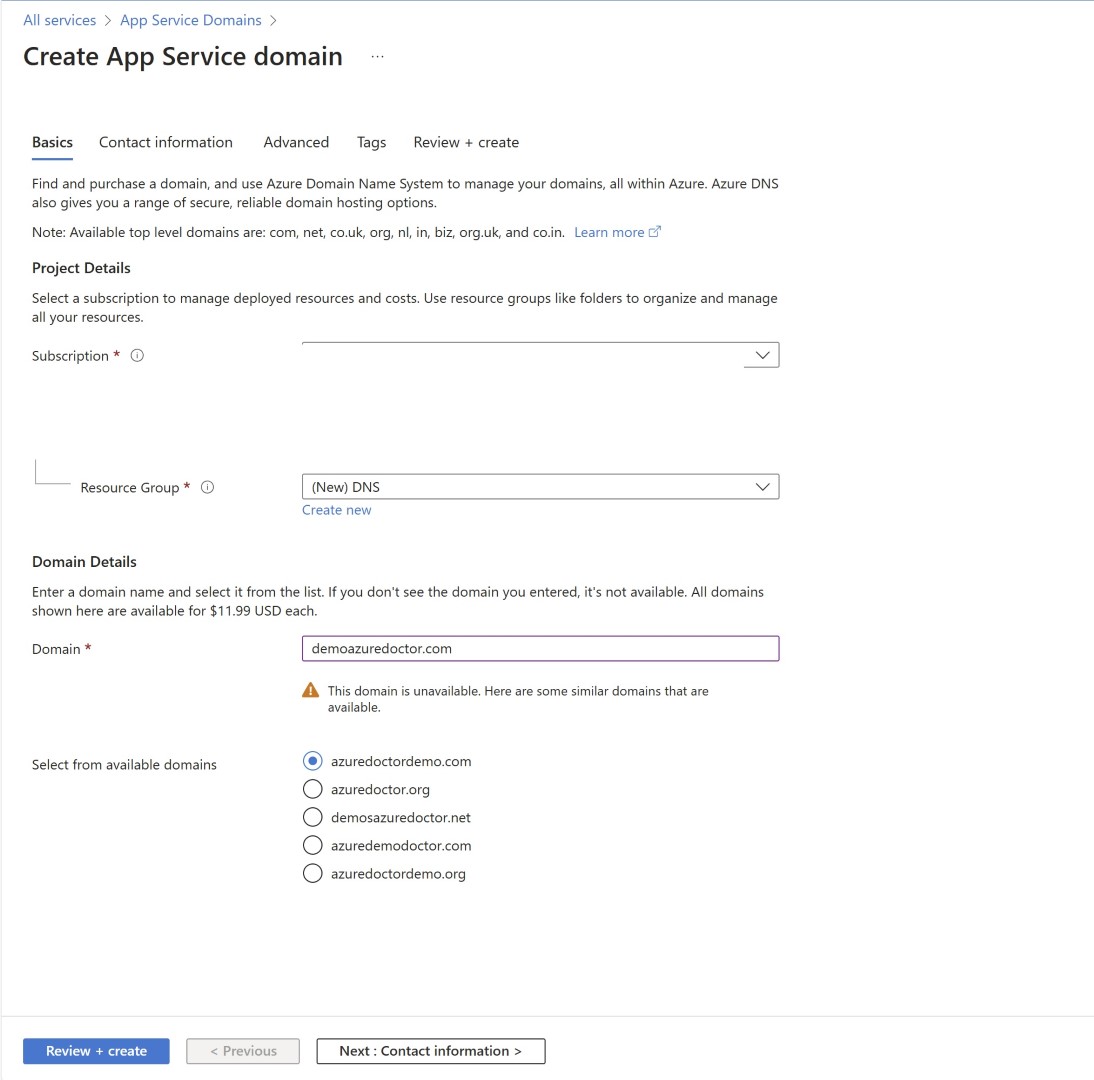 All services > App Service Domains >
Create App Service domain ...
Basics Contact information Advanced Tags Review + create
Find and purchase a domain, and use Azure Domain Name System to manage your domains, all within Azure. Azure DNS
also gives you a range of secure, reliable domain hosting options.
Note: Available top level domains are: com, net, co.uk, org, nl, in, biz, org.uk, and co.in. Learn more
Project Details
Select a subscription to manage deployed resources and costs. Use resource groups like folders to organize and manage
all your resources.
Subscription *
Resource Group * (New) DNS
Create new
Domain Details
Enter a domain name and select it from the list. If you don't see the domain you entered, it's not available. All domains
shown here are available for $11.99 USD each.
Domain * demoazuredoctor.com
This domain is unavailable. Here are some similar domains that are
available.
Select from available domains azuredoctordemo.com
azuredoctor.org
demosazuredoctor.net
azuredemodoctor.com
azuredoctordemo.org
Review + create < Previous Next : Contact information >